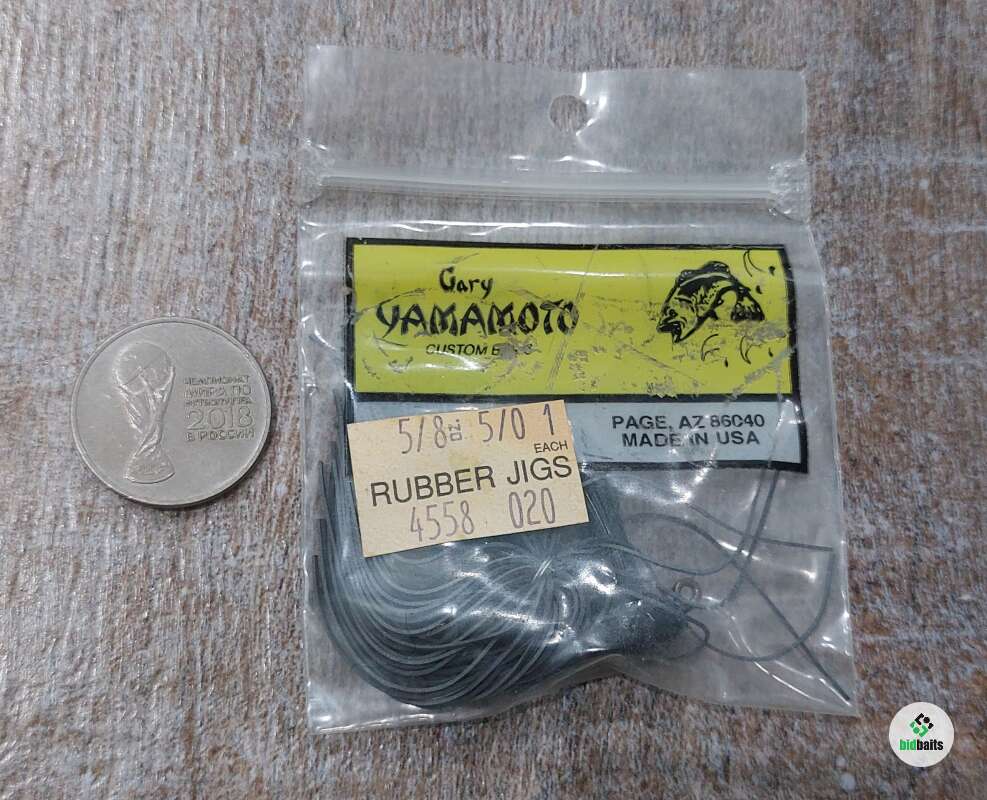 Gary
YAMAMOTO
CUSTOM
PAGE, AZ 86040
MADE IN USA
5/8 OZ 5/0 1
EACH
RUBBER JIGS
4558 020
ЧЕМПИОНАТ
МИРА ПО
ФУТБОЛУ FIFA
2018
В РОССИИ
bidbaits